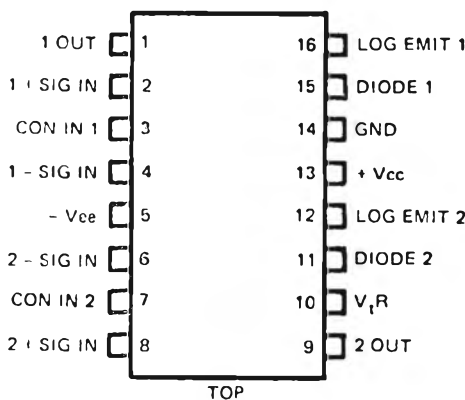 1 OUT 1 16 LOG EMIT 1
1 + SIG IN 2 15 DIODE 1
CON IN 1 3 14 GND
1 - SIG IN 4 13 + Vcc
- Vee 5 12 LOG EMIT 2
2 - SIG IN 6 11 DIODE 2
CON IN 2 7 10 VtR
2 + SIG IN 8 9 2 OUT
TOP